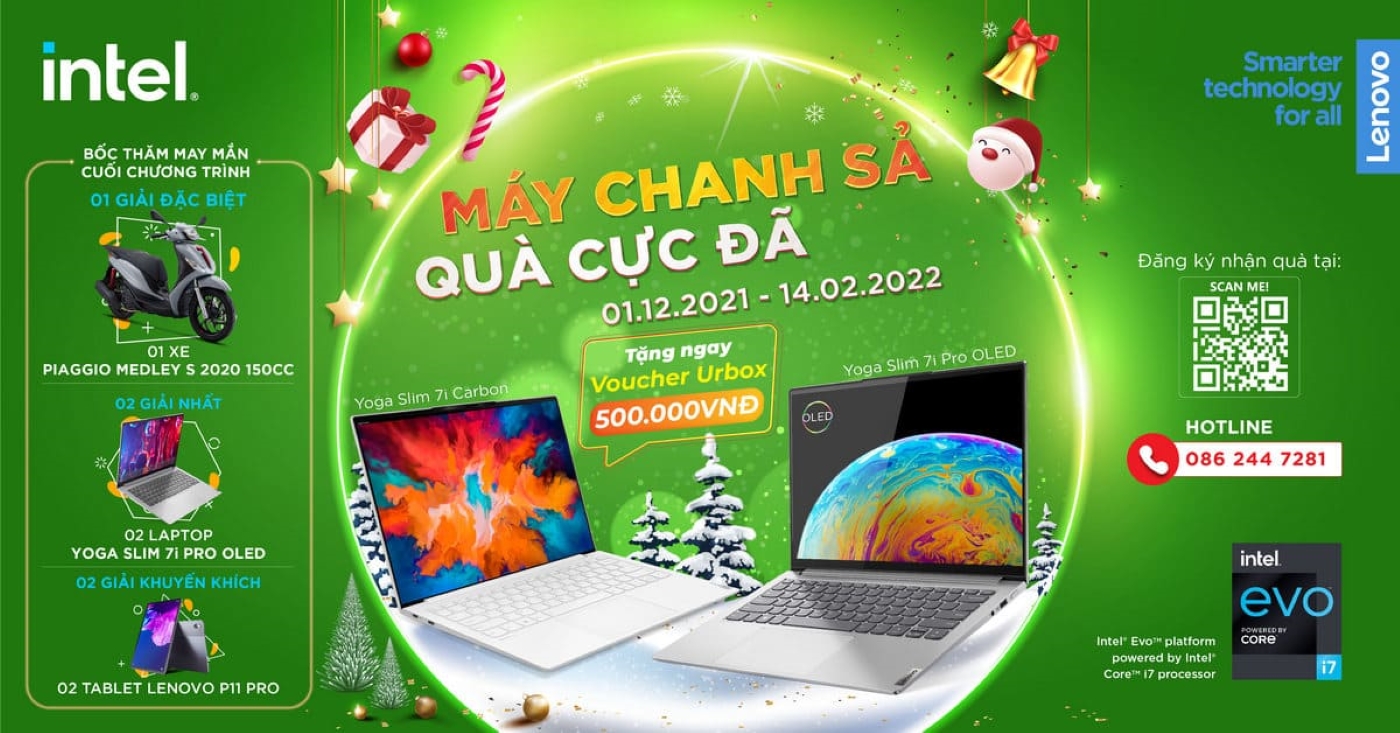 intel.
BỐC THĂM MAY MẮN
CUỐI CHƯƠNG TRÌNH
01 GIẢI ĐẶC BIỆT
01 XE
PIAGGIO MEDLEY S 2020 150CC
02 GIẢI NHẤT
02 LAPTOP
YOGA SLIM 7i PRO OLED
02 GIẢI KHUYẾN KHÍCH
02 TABLET LENOVO P11 PRO
MÁY CHANH SẢ
QUÀ CỰC ĐÃ
01.12.2021 - 14.02.2022
Tặng ngay
Voucher Urbox
500.000VNĐ
Yoga Slim 7i Carbon
Yoga Slim 7i Pro OLED
OLED
Smarter
technology
for all
Lenovo
Đăng ký nhận quà tại:
SCAN ME!
HOTLINE
086 244 7281
Intel® Evo™ platform
powered by Intel®
Core™ i7 processor
intel.
evo
POWERED BY
CORE
i7